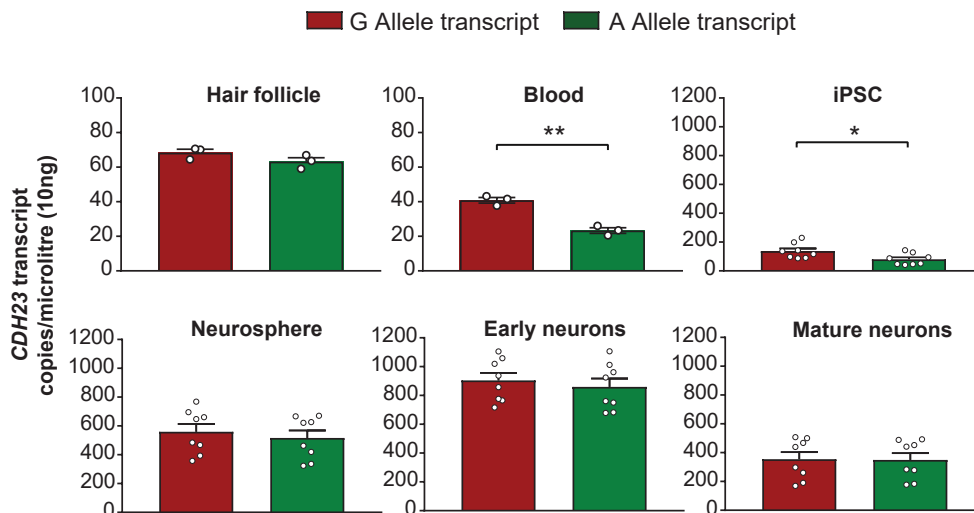 G Allele transcript A Allele transcript
Hair follicle Blood iPSC
100 100 1200
80 80 1000
60 60 800
40 40 600
20 20 400
0 0 200
0
** *
CDH23 transcript
copies/microlitre (10ng)
Neurosphere Early neurons Mature neurons
1200 1200 1200
1000 1000 1000
800 800 800
600 600 600
400 400 400
200 200 200
0 0 0